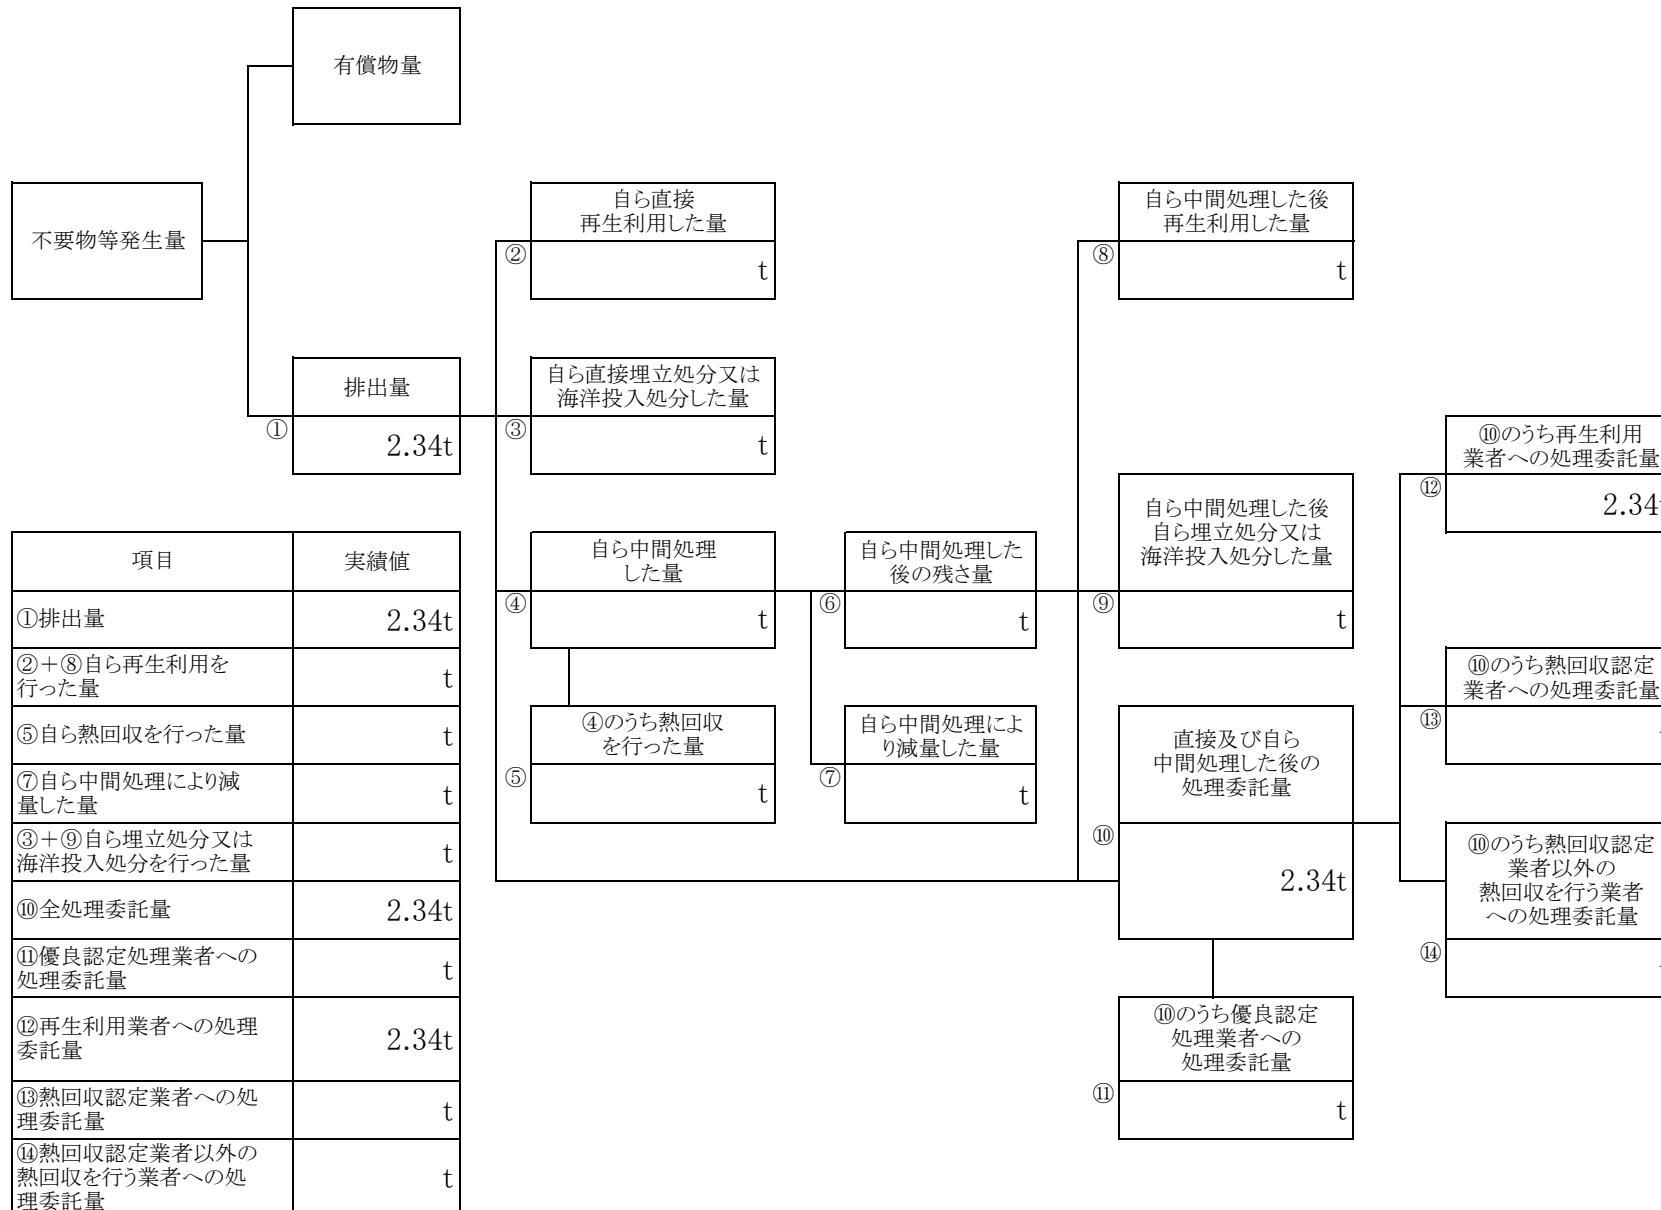 有償物量
不要物等発生量
排出量
①
2.34t
自ら直接
再生利用した量
②
t
自ら直接埋立処分又は
海洋投入処分した量
③
t
自ら中間処理
した量
④
t
④のうち熱回収
を行った量
⑤
t
自ら中間処理した
後の残さ量
⑥
t
自ら中間処理によ
り減量した量
⑦
t
自ら中間処理した後
再生利用した量
⑧
t
自ら中間処理した後
自ら埋立処分又は
海洋投入処分した量
⑨
t
直接及び自ら
中間処理した後の
処理委託量
⑩
2.34t
⑩のうち優良認定
処理業者への
処理委託量
⑪
t
⑩のうち再生利用
業者への処理委託量
⑫
2.34
⑩のうち熱回収認定
業者への処理委託量
⑬
⑩のうち熱回収認定
業者以外の
熱回収を行う業者
への処理委託量
⑭
項目 実績値
①排出量 2.34t
②＋⑧自ら再生利用を
行った量 t
⑤自ら熱回収を行った量 t
⑦自ら中間処理により減
量した量 t
③＋⑨自ら埋立処分又は
海洋投入処分を行った量 t
⑩全処理委託量 2.34t
⑪優良認定処理業者への
処理委託量 t
⑫再生利用業者への処理
委託量 2.34t
⑬熱回収認定業者への処
理委託量 t
⑭熱回収認定業者以外の
熱回収を行う業者への処
理委託量 t